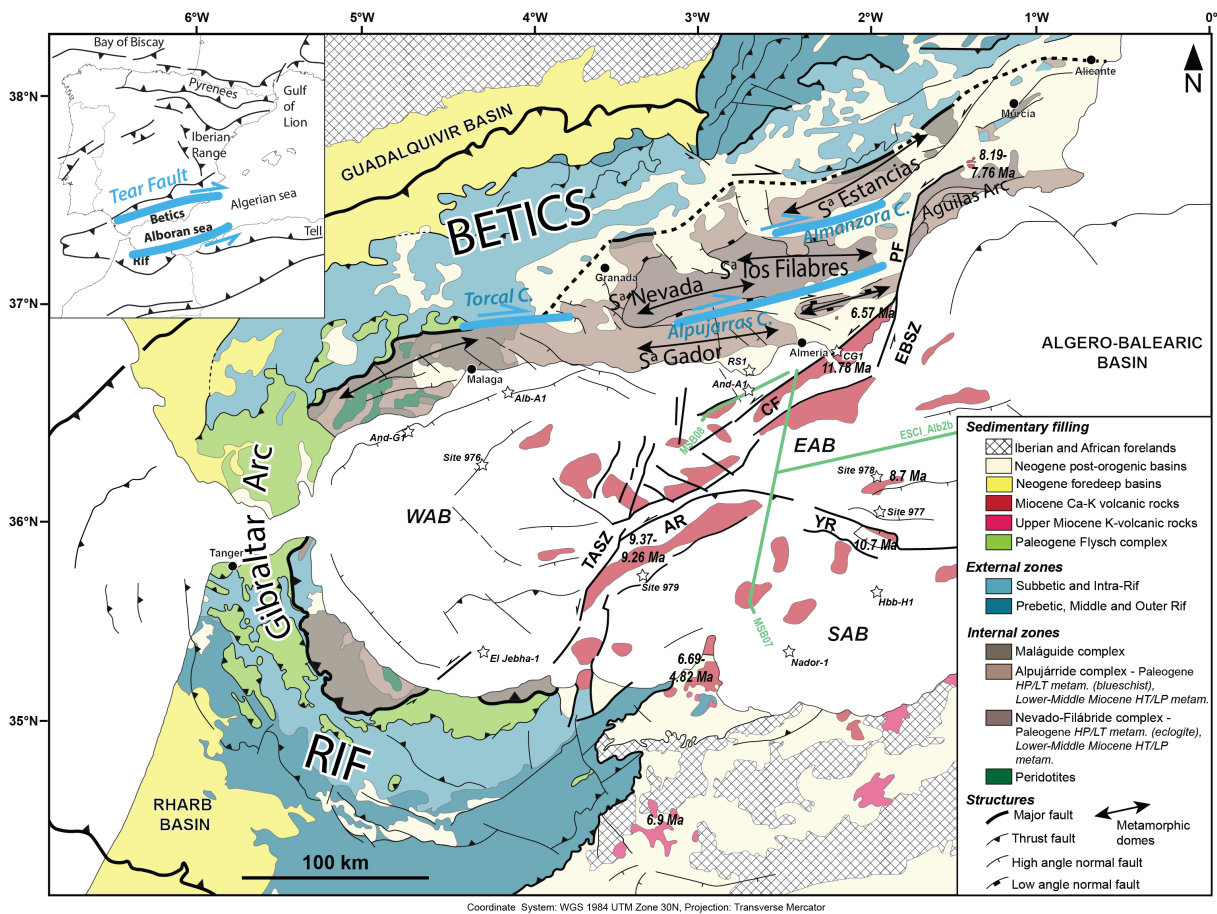 6°W
5°W
4°W
3°W
2°W
1°W
0°
38°N
37°N
36°N
35°N
N
Bay of Biscay
Pyrenees
Gulf
of
Lion
Iberian
Range
Tear Fault
Betics
Algerian sea
Alboran sea
Tell
Rif
GUADALQUIVIR BASIN
BETICS
Alicante
Murcia
8.19-
7.76 Ma
Sª Estancias
Aguilas Arc
Almanzora C.
PF
Granada
Sª los Filabres
Sª Nevada
Torcal C.
Alpujarras C.
6.57 Ma
Sª Gador
EBSZ
Almeria
CG1
11.78 Ma
RS1
And-A1
ALGERO-BALEARIC
BASIN
Malaga
Alb-A1
And-G1
CF
MSB08
ESCI_Alb2b
EAB
Site 976
Site 978
8.7 Ma
Site 977
WAB
AR
YR
10.7 Ma
TASZ
9.37-
9.26 Ma
Site 979
Hbb-H1
Gibraltar Arc
Tanger
SAB
MSB07
El Jebha-1
Nador-1
6.69-
4.82 Ma
RIF
RHARB
BASIN
6.9 Ma
100 km
Sedimentary filling
Iberian and African forelands
Neogene post-orogenic basins
Neogene foredeep basins
Miocene Ca-K volcanic rocks
Upper Miocene K-volcanic rocks
Paleogene Flysch complex
External zones
Subbetic and Intra-Rif
Prebetic, Middle and Outer Rif
Internal zones
Maláguide complex
Alpujárride complex - Paleogene
HP/LT metam. (blueschist),
Lower-Middle Miocene HT/LP metam.
Nevado-Filábride complex -
Paleogene HP/LT metam. (eclogite),
Lower-Middle Miocene HT/LP
metam.
Peridotites
Structures
Major fault
Thrust fault
High angle normal fault
Low angle normal fault
Metamorphic
domes
Coordinate System: WGS 1984 UTM Zone 30N, Projection: Transverse Mercator